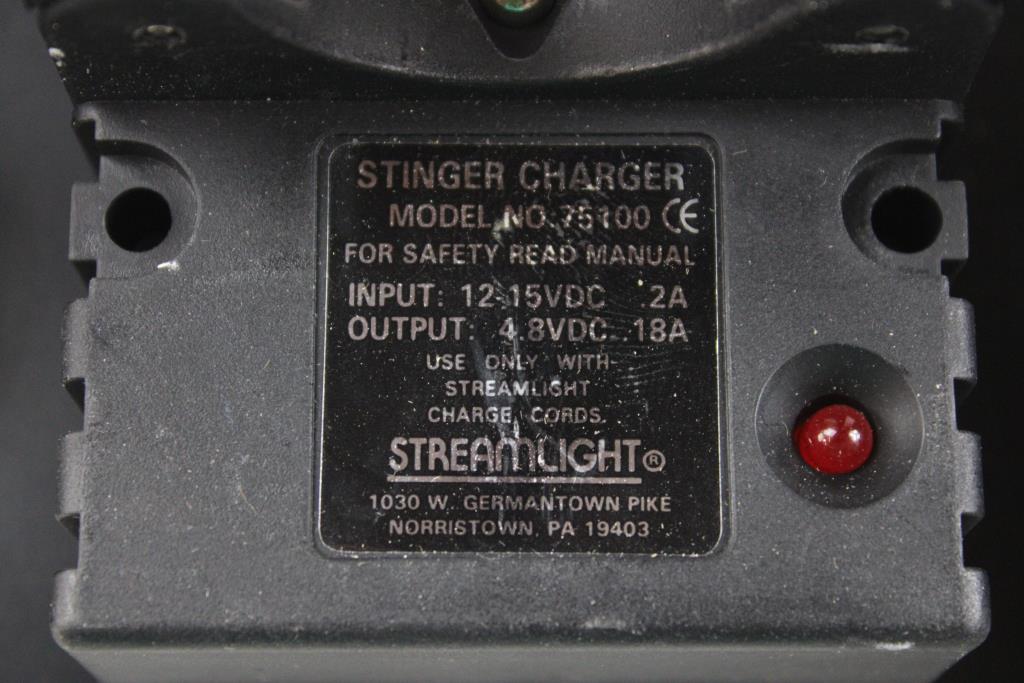 STINGER CHARGER
MODEL NO. 75100 CE
FOR SAFETY READ MANUAL
INPUT: 12-15VDC .2A
OUTPUT: 4.8VDC .18A
USE ONLY WITH
STREAMLIGHT
CHARGE CORDS.
STREAMLIGHT®
1030 W. GERMANTOWN PIKE
NORRISTOWN, PA 19403